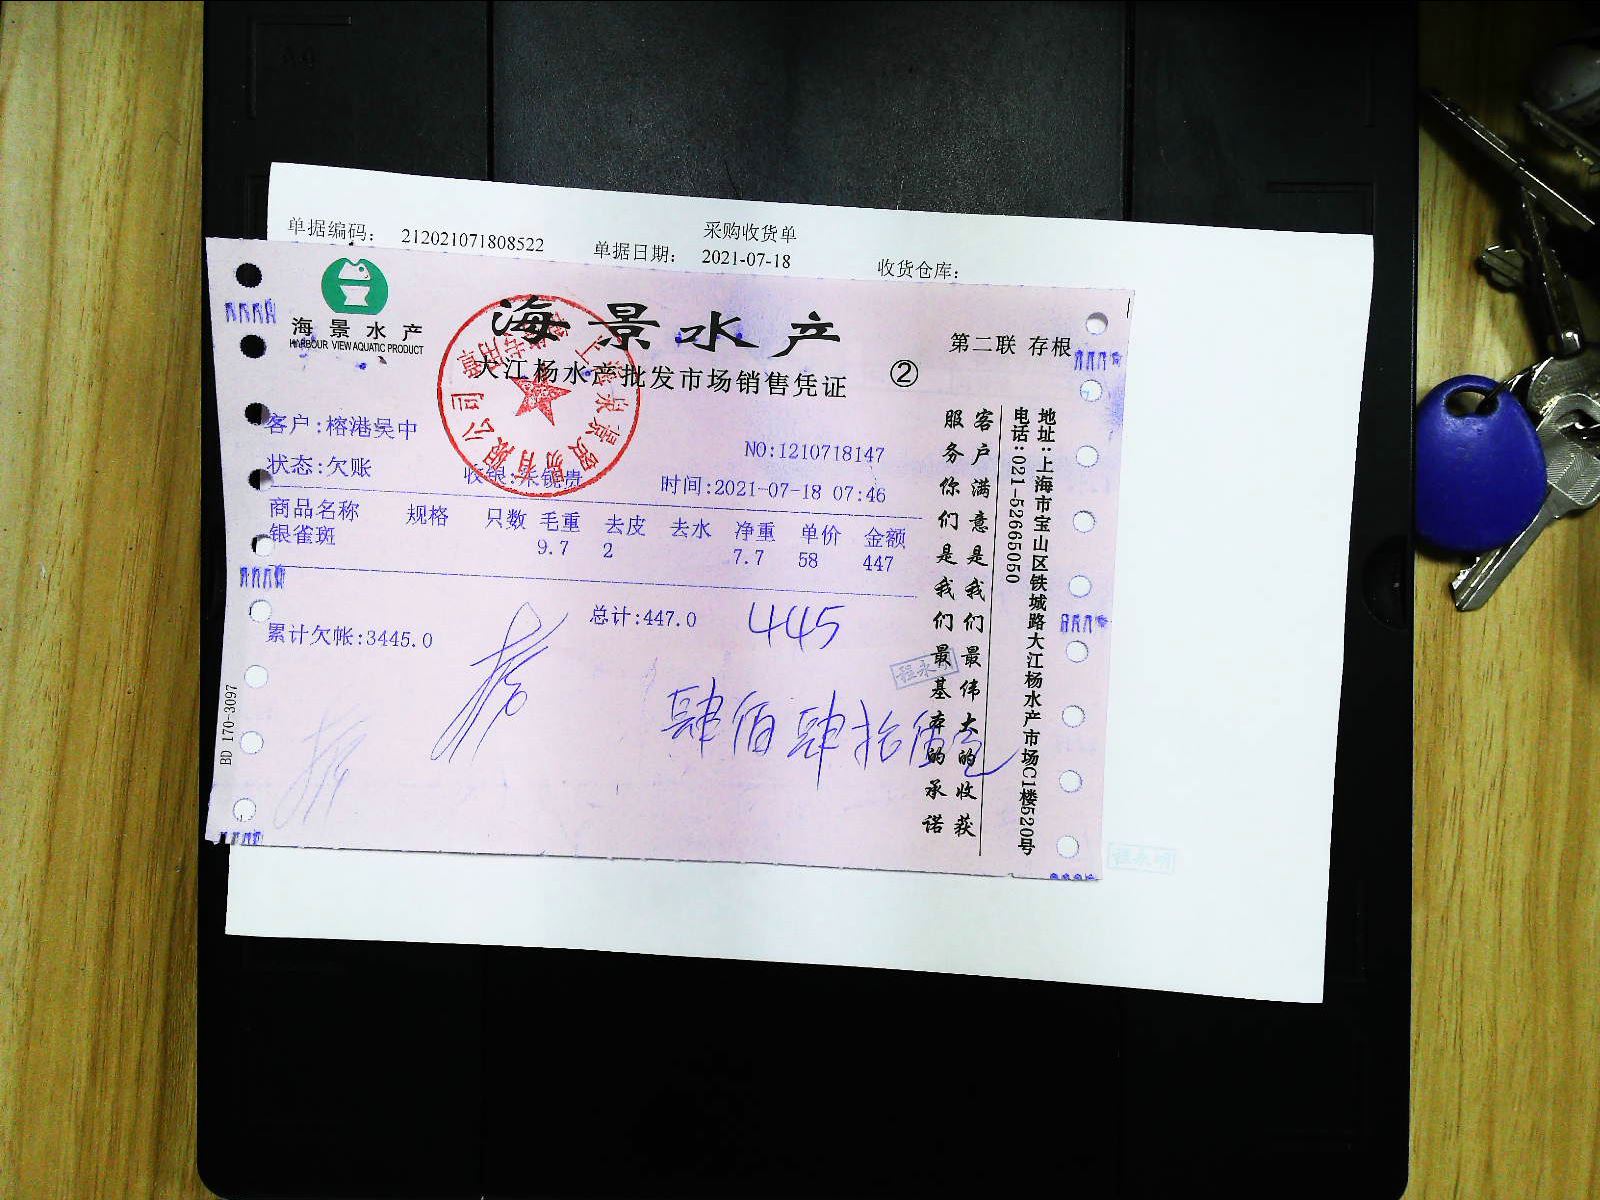 采购收货单
单据编码： 212021071808522 单据日期： 2021-07-18 收货仓库：
海景水产
HARBOUR VIEW AQUATIC PRODUCT
海景水产
大江杨水产批发市场销售凭证 ②
第二联 存根
客户:榕港吴中
NO:1210718147
状态:欠账 收银:朱锐贵 时间:2021-07-18 07:46
商品名称 规格 只数 毛重 去皮 去水 净重 单价 金额
银雀斑 9.7 2 7.7 58 447
总计:447.0 445
累计欠帐:3445.0
肆佰肆拾伍元
程永明
BD 170-3097
客户满意是我们最伟大的收获
服务你们是我们最基本的承诺
地址:上海市宝山区铁城路大江杨水产市场C1楼520号
电话:021-52665050
程永明